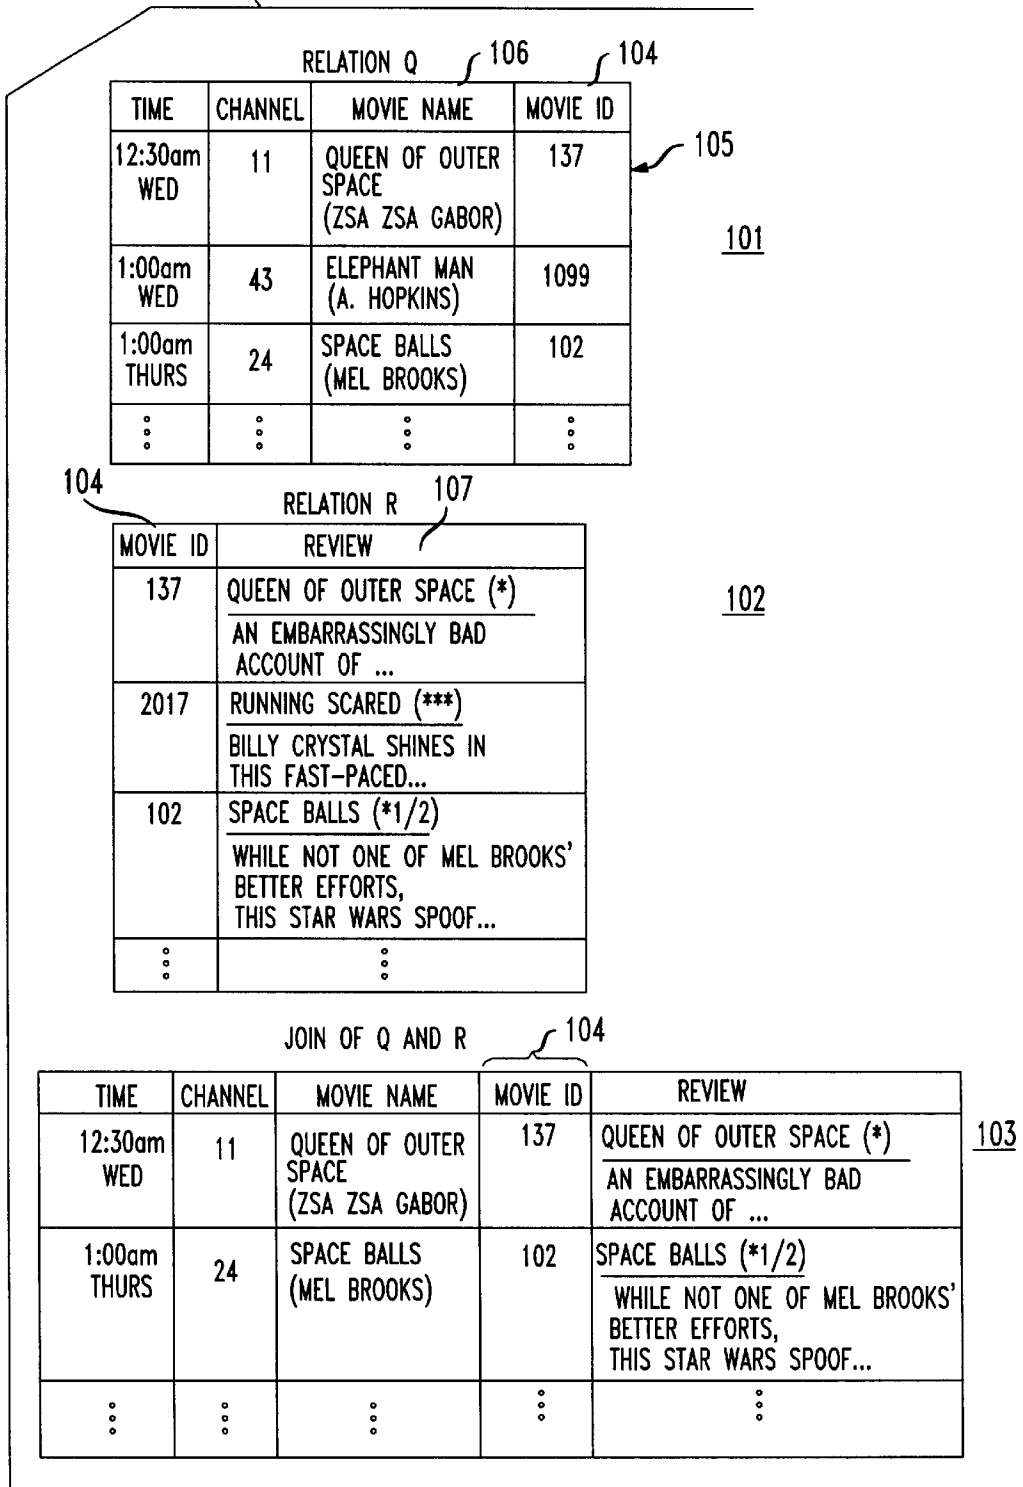 RELATION Q 106 104
TIME CHANNEL MOVIE NAME MOVIE ID
12:30am 11 QUEEN OF OUTER 137 105
WED SPACE
(ZSA ZSA GABOR)
101
1:00am 43 ELEPHANT MAN 1099
WED (A. HOPKINS)
1:00am 24 SPACE BALLS 102
THURS (MEL BROOKS)
104 RELATION R 107
MOVIE ID REVIEW
137 QUEEN OF OUTER SPACE (*)
102
AN EMBARRASSINGLY BAD
ACCOUNT OF ...
2017 RUNNING SCARED (***)
BILLY CRYSTAL SHINES IN
THIS FAST-PACED...
102 SPACE BALLS (*1/2)
WHILE NOT ONE OF MEL BROOKS'
BETTER EFFORTS,
THIS STAR WARS SPOOF...
JOIN OF Q AND R 104
TIME CHANNEL MOVIE NAME MOVIE ID REVIEW
12:30am 11 QUEEN OF OUTER 137 QUEEN OF OUTER SPACE (*) 103
WED SPACE AN EMBARRASSINGLY BAD
(ZSA ZSA GABOR) ACCOUNT OF ...
1:00am 24 SPACE BALLS 102 SPACE BALLS (*1/2)
THURS (MEL BROOKS) WHILE NOT ONE OF MEL BROOKS'
BETTER EFFORTS,
THIS STAR WARS SPOOF...